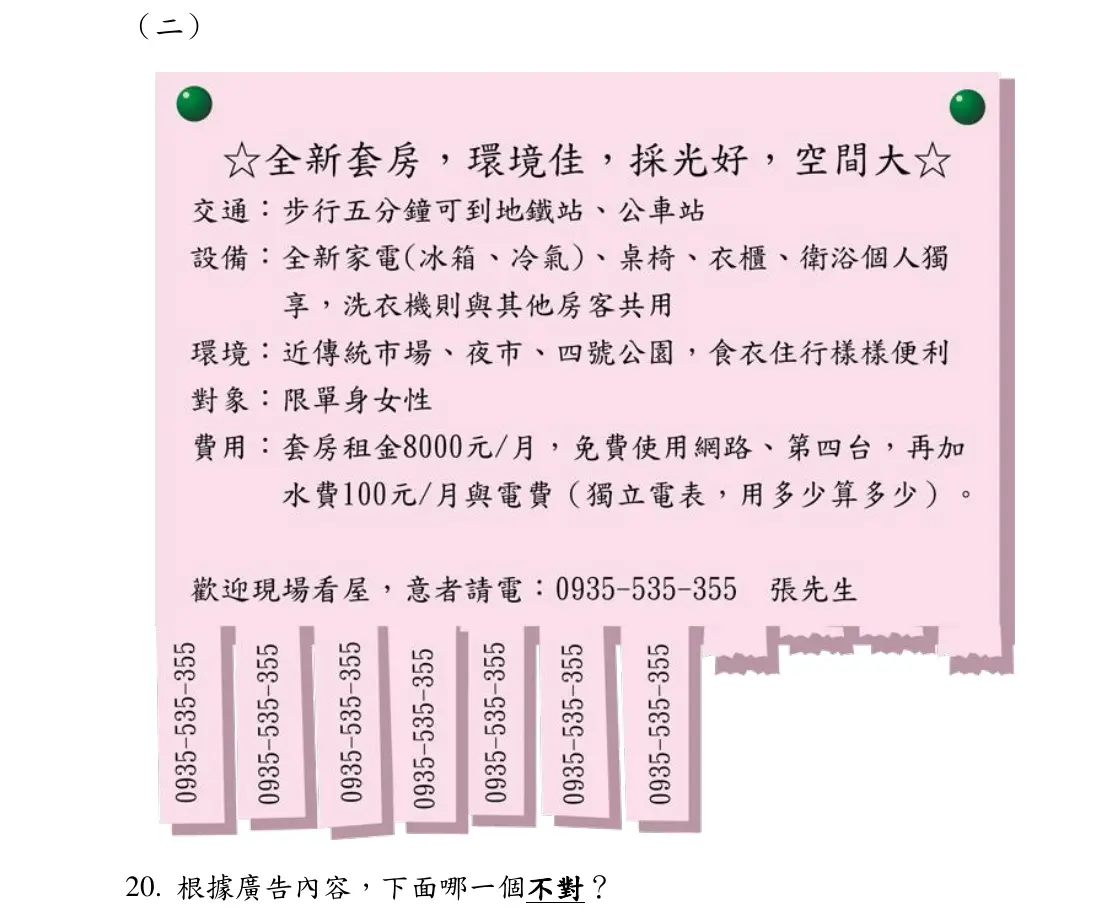 （二）
☆全新套房，環境佳，採光好，空間大☆
交通：步行五分鐘可到地鐵站、公車站
設備：全新家電(冰箱、冷氣)、桌椅、衣櫃、衛浴個人獨
享，洗衣機則與其他房客共用
環境：近傳統市場、夜市、四號公園，食衣住行樣樣便利
對象：限單身女性
費用：套房租金8000元/月，免費使用網路、第四台，再加
水費100元/月與電費（獨立電表，用多少算多少）。
歡迎現場看屋，意者請電：0935-535-355 張先生
0935-535-355
0935-535-355
0935-535-355
0935-535-355
0935-535-355
0935-535-355
0935-535-355
20. 根據廣告內容，下面哪一個不對？